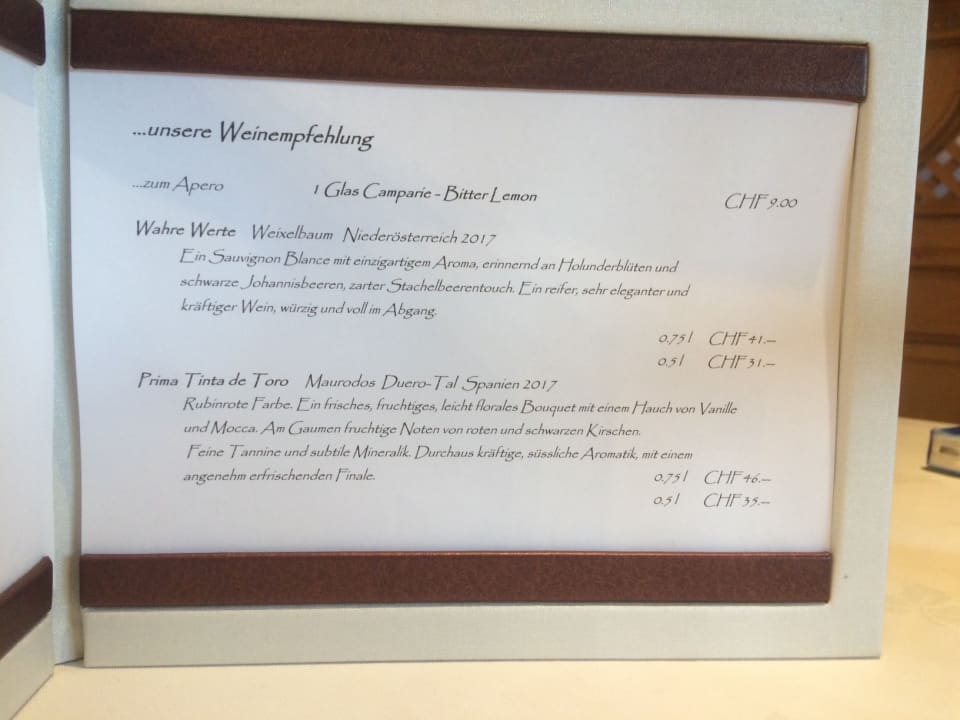 ...unsere Weinempfehlung
...zum Apero 1 Glas Camparie - Bitter Lemon CHF 9.00
Wahre Werte Weixelbaum Niederösterreich 2017
Ein Sauvignon Blance mit einzigartigem Aroma, erinnernd an Holunderblüten und
schwarze Johannisbeeren, zarter Stachelbeerentouch. Ein reifer, sehr eleganter und
kräftiger Wein, würzig und voll im Abgang.
0.75 l CHF 41.—
0.5 l CHF 31.—
Prima Tinta de Toro Maurodos Duero-Tal Spanien 2017
Rubinrote Farbe. Ein frisches, fruchtiges, leicht florales Bouquet mit einem Hauch von Vanille
und Mocca. Am Gaumen fruchtige Noten von roten und schwarzen Kirschen.
Feine Tannine und subtile Mineralik. Durchaus kräftige, süssliche Aromatik, mit einem
angenehm erfrischenden Finale. 0.75 l CHF 46.—
0.5 l CHF 35.—